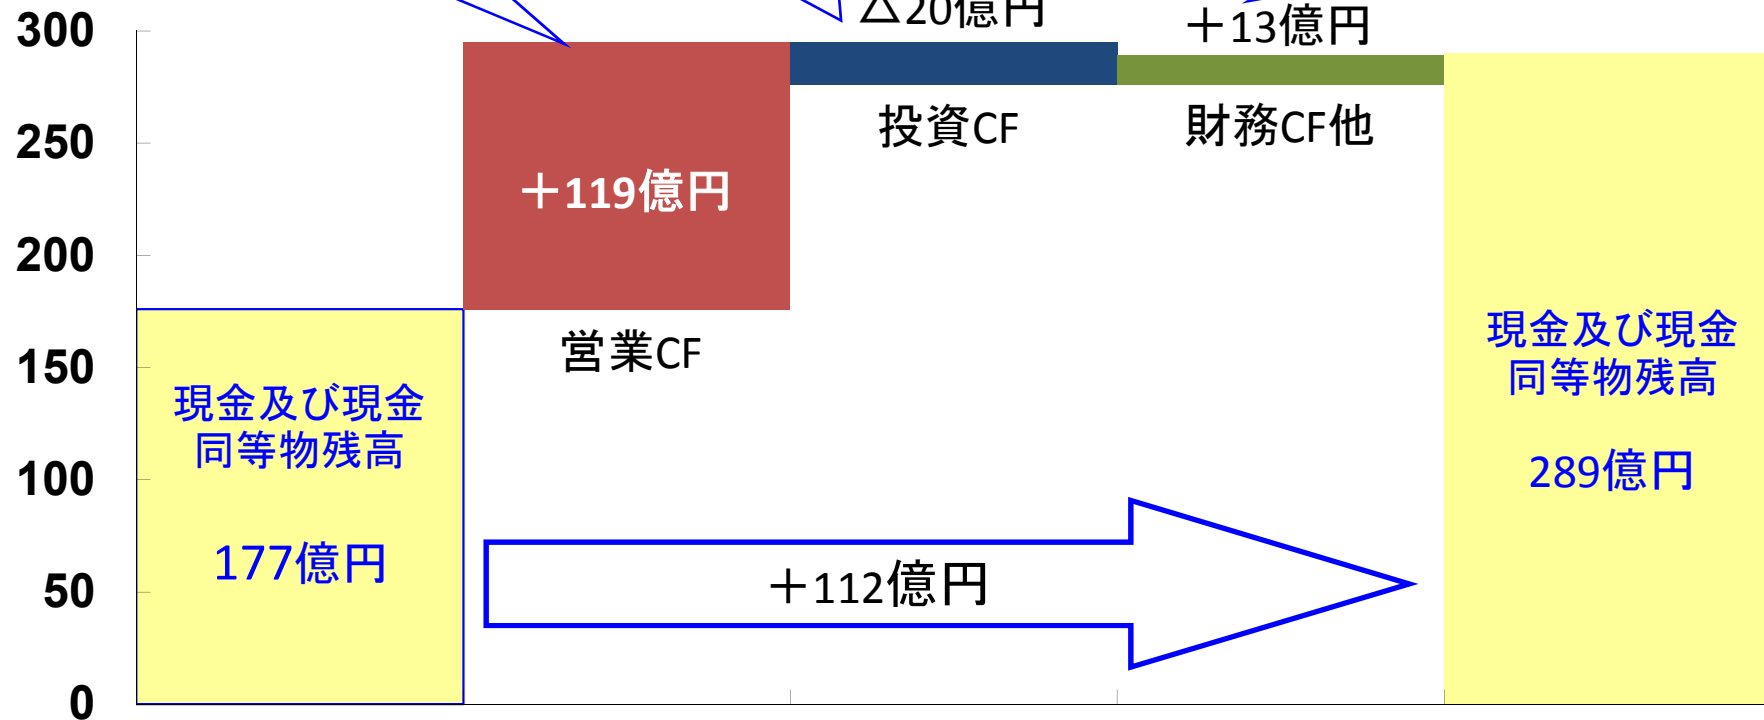 △20億円
＋13億円
300
250
200
150
100
50
0
投資CF
財務CF他
＋119億円
営業CF
現金及び現金
同等物残高
177億円
現金及び現金
同等物残高
289億円
＋112億円